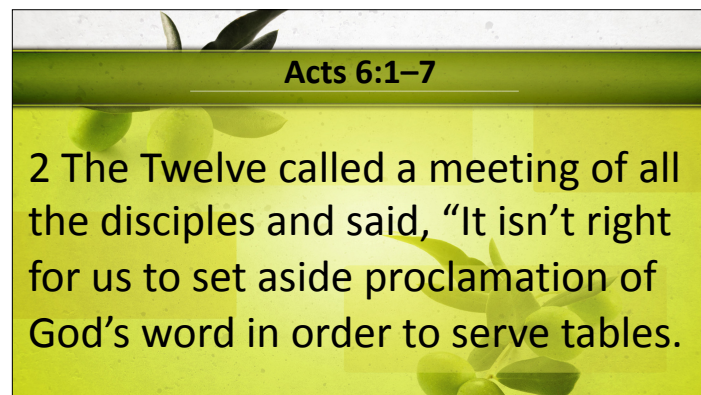 Acts 6:1–7
2 The Twelve called a meeting of all
the disciples and said, “It isn’t right
for us to set aside proclamation of
God’s word in order to serve tables.